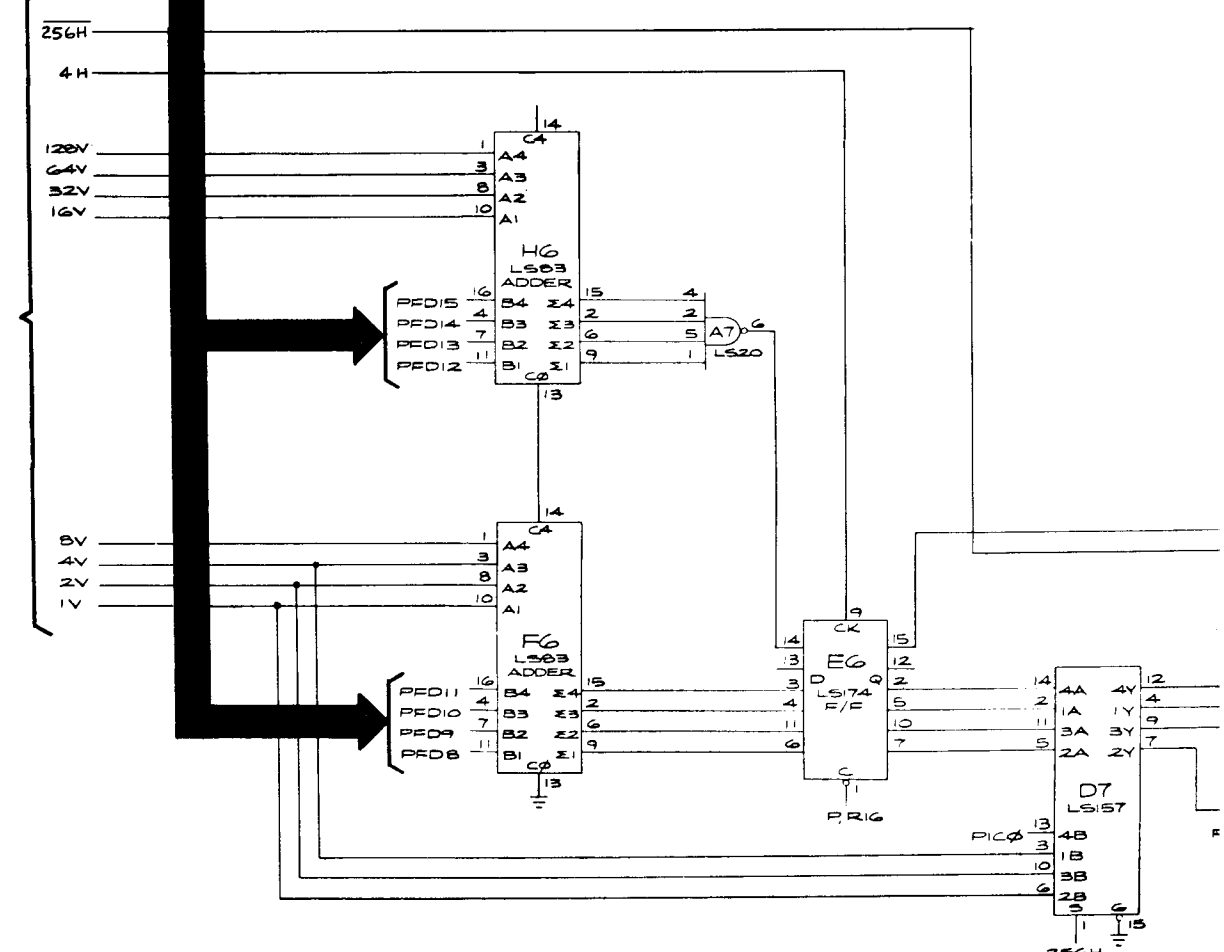 256H
4H
14
C4
128V 1 A4
64V 3 A3
32V 8 A2
16V 10 A1
H6
LS83
ADDER
PFD15 16 B4 Σ4 15 4
PFD14 4 B3 Σ3 2 2
PFD13 7 B2 Σ2 6 5
PFD12 11 B1 Σ1 9 1
A7 6
LS20
CØ
13
14
C4
8V 1 A4
4V 3 A3
2V 8 A2
1V 10 A1
F6
LS83
ADDER
PFD11 16 B4 Σ4 15
PFD10 4 B3 Σ3 2
PFD9 7 B2 Σ2 6
PFD8 11 B1 Σ1 9
CØ
13
9
CK
14 15
13 E6 12
3 D Q 2
4 LS174 5
F/F
11 10
6 7
C
1
P,R16
14 4A 4Y 12
2 1A 1Y 4
11 3A 3Y 9
5 2A 2Y 7
D7
LS157
PICØ 13 4B
3 1B
10 3B
6 2B
S G
1 15
256H